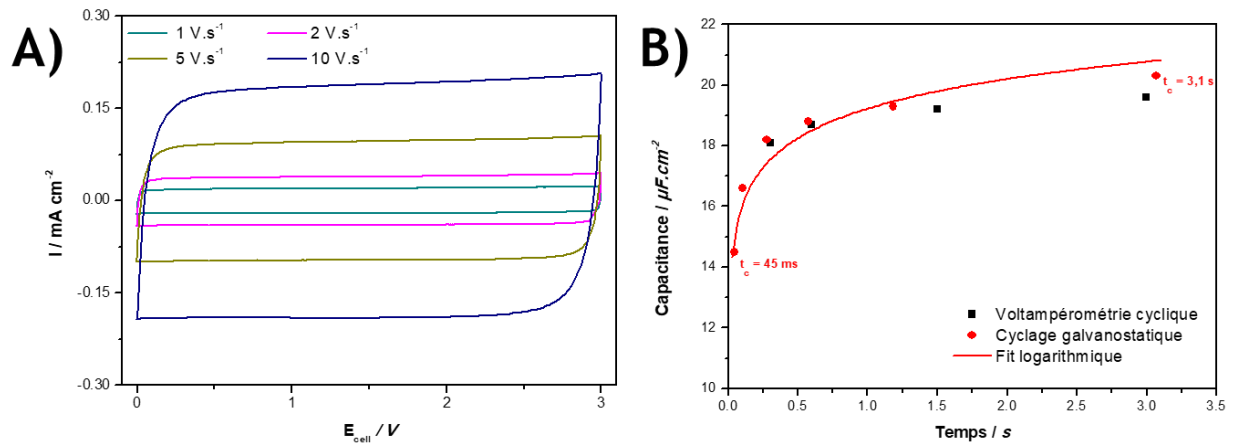 A)
0.30
0.15
0.00
-0.15
-0.30
I / mA cm⁻²
1 V.s⁻¹
2 V.s⁻¹
5 V.s⁻¹
10 V.s⁻¹
0
1
2
3
E_cell / V
B)
22
20
18
16
14
12
10
Capacitance / µF.cm⁻²
t_c = 3,1 s
t_c = 45 ms
Voltampérométrie cyclique
Cyclage galvanostatique
Fit logarithmique
0.0
0.5
1.0
1.5
2.0
2.5
3.0
3.5
Temps / s